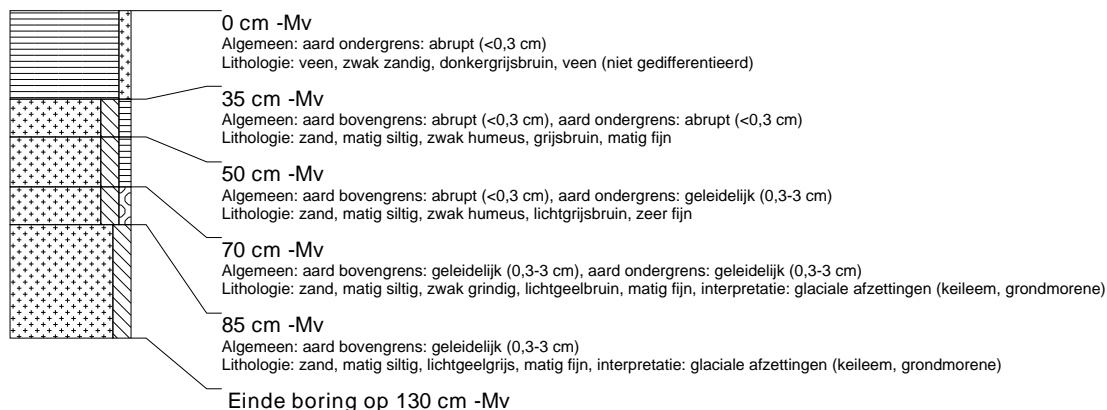 0 cm -Mv
Algemeen: aard ondergrens: abrupt (<0,3 cm)
Lithologie: veen, zwak zandig, donkergrijsbruin, veen (niet gedifferentieerd)
35 cm -Mv
Algemeen: aard bovengrens: abrupt (<0,3 cm), aard ondergrens: abrupt (<0,3 cm)
Lithologie: zand, matig siltig, zwak humeus, grijsbruin, matig fijn
50 cm -Mv
Algemeen: aard bovengrens: abrupt (<0,3 cm), aard ondergrens: geleidelijk (0,3-3 cm)
Lithologie: zand, matig siltig, zwak humeus, lichtgrijsbruin, zeer fijn
70 cm -Mv
Algemeen: aard bovengrens: geleidelijk (0,3-3 cm), aard ondergrens: geleidelijk (0,3-3 cm)
Lithologie: zand, matig siltig, zwak grindig, lichtgeelbruin, matig fijn, interpretatie: glaciale afzettingen (keileem, grondmorene)
85 cm -Mv
Algemeen: aard bovengrens: geleidelijk (0,3-3 cm)
Lithologie: zand, matig siltig, lichtgeelgrijs, matig fijn, interpretatie: glaciale afzettingen (keileem, grondmorene)
Einde boring op 130 cm -Mv